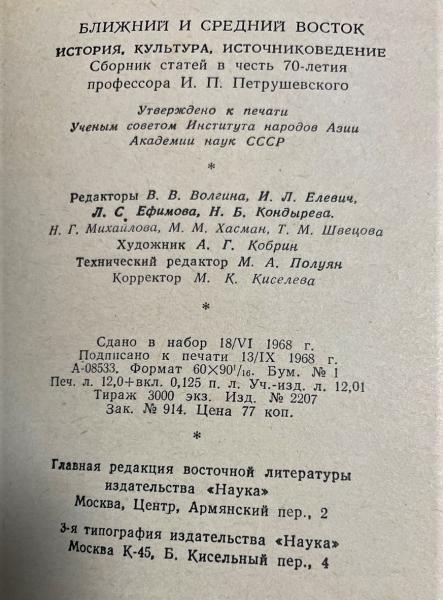 БЛИЖНИЙ И СРЕДНИЙ ВОСТОК
ИСТОРИЯ, КУЛЬТУРА, ИСТОЧНИКОВЕДЕНИЕ
Сборник статей в честь 70-летия
профессора И. П. Петрушевского
Утверждено к печати
Ученым советом Института народов Азии
Академии наук СССР
*
Редакторы В. В. Волгина, И. Л. Елевич,
Л. С. Ефимова, Н. Б. Кондырева,
Н. Г. Михайлова, М. М. Хасман, Т. М. Швецова
Художник А. Г. Кобрин
Технический редактор М. А. Полуян
Корректор М. К. Киселева
*
Сдано в набор 18/VI 1968 г.
Подписано к печати 13/IX 1968 г.
А-08533. Формат 60×90¹/₁₆. Бум. № 1
Печ. л. 12,0+вкл. 0,125 п. л. Уч.-изд. л. 12,01
Тираж 3000 экз. Изд. № 2207
Зак. № 914. Цена 77 коп.
*
Главная редакция восточной литературы
издательства «Наука»
Москва, Центр, Армянский пер., 2
3-я типография издательства «Наука»
Москва К-45, Б. Кисельный пер., 4